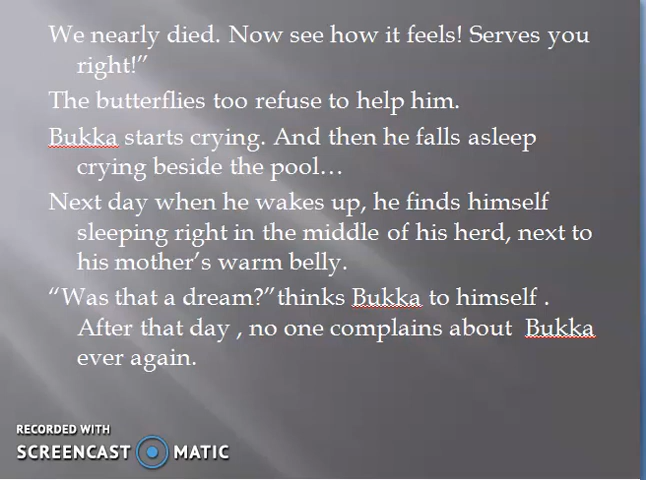 We nearly died. Now see how it feels! Serves you
right!”
The butterflies too refuse to help him.
Bukka starts crying. And then he falls asleep
crying beside the pool…
Next day when he wakes up, he finds himself
sleeping right in the middle of his herd, next to
his mother’s warm belly.
“Was that a dream?”thinks Bukka to himself .
After that day , no one complains about  Bukka
ever again.
RECORDED WITH
SCREENCAST MATIC